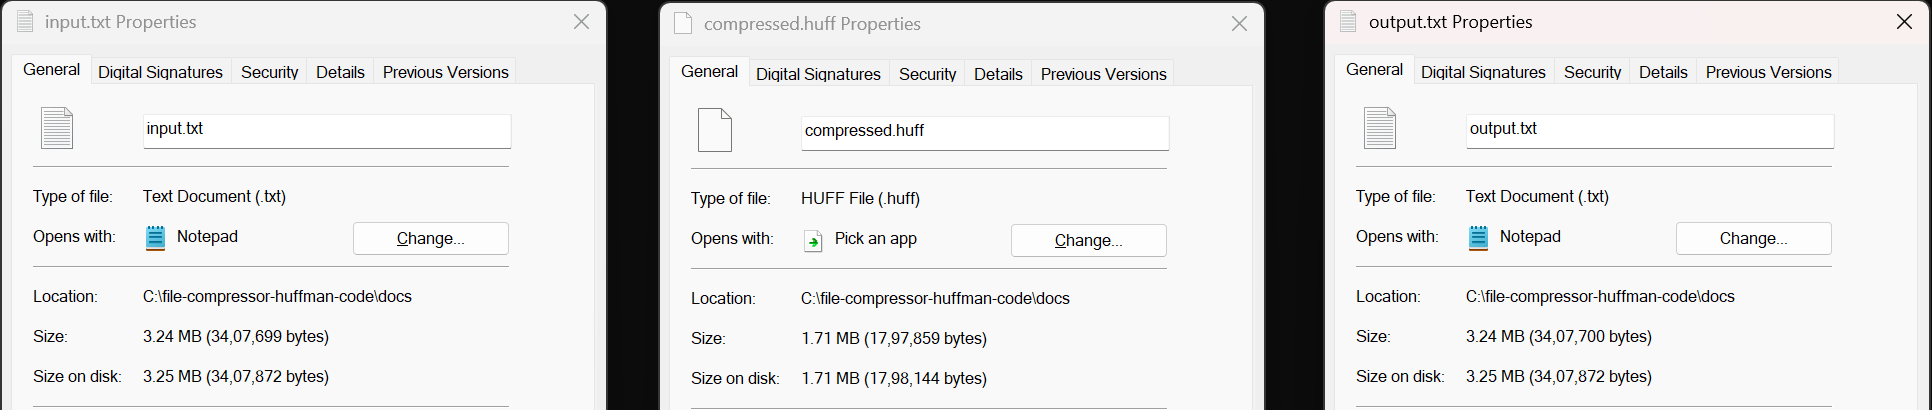 input.txt Properties
General Digital Signatures Security Details Previous Versions
input.txt
Type of file: Text Document (.txt)
Opens with: Notepad Change...
Location: C:\file-compressor-huffman-code\docs
Size: 3.24 MB (34,07,699 bytes)
Size on disk: 3.25 MB (34,07,872 bytes)
compressed.huff Properties
General Digital Signatures Security Details Previous Versions
compressed.huff
Type of file: HUFF File (.huff)
Opens with: Pick an app Change...
Location: C:\file-compressor-huffman-code\docs
Size: 1.71 MB (17,97,859 bytes)
Size on disk: 1.71 MB (17,98,144 bytes)
output.txt Properties
General Digital Signatures Security Details Previous Versions
output.txt
Type of file: Text Document (.txt)
Opens with: Notepad Change...
Location: C:\file-compressor-huffman-code\docs
Size: 3.24 MB (34,07,700 bytes)
Size on disk: 3.25 MB (34,07,872 bytes)